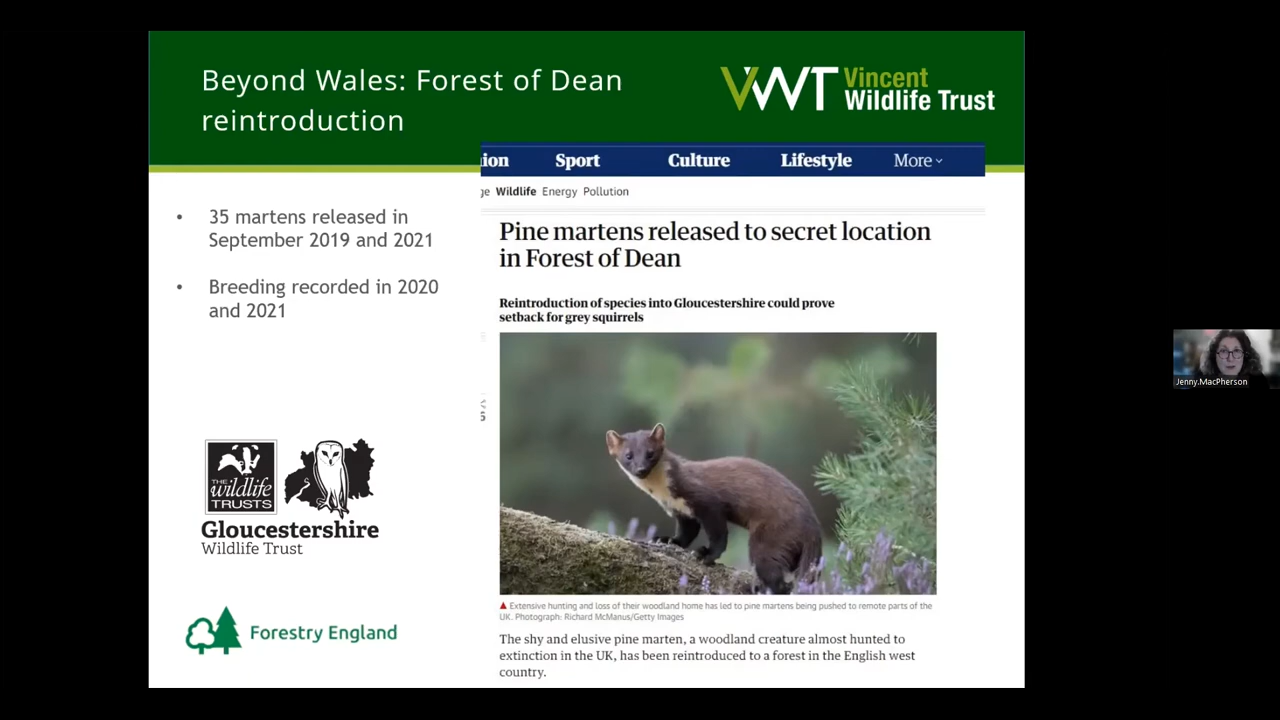 Beyond Wales: Forest of Dean
reintroduction
VWT Vincent
Wildlife Trust
Sport Culture Lifestyle More
Wildlife Energy Pollution
• 35 martens released in
September 2019 and 2021
• Breeding recorded in 2020
and 2021
Pine martens released to secret location
in Forest of Dean
Reintroduction of species into Gloucestershire could prove
setback for grey squirrels
THE
wildlife
TRUSTS
Gloucestershire
Wildlife Trust
Forestry England
Extensive hunting and loss of their woodland home has led to pine martens being pushed to remote parts of the
UK. Photograph: Richard McManus/Getty Images
The shy and elusive pine marten, a woodland creature almost hunted to
extinction in the UK, has been reintroduced to a forest in the English west
country.
Jenny.MacPherson